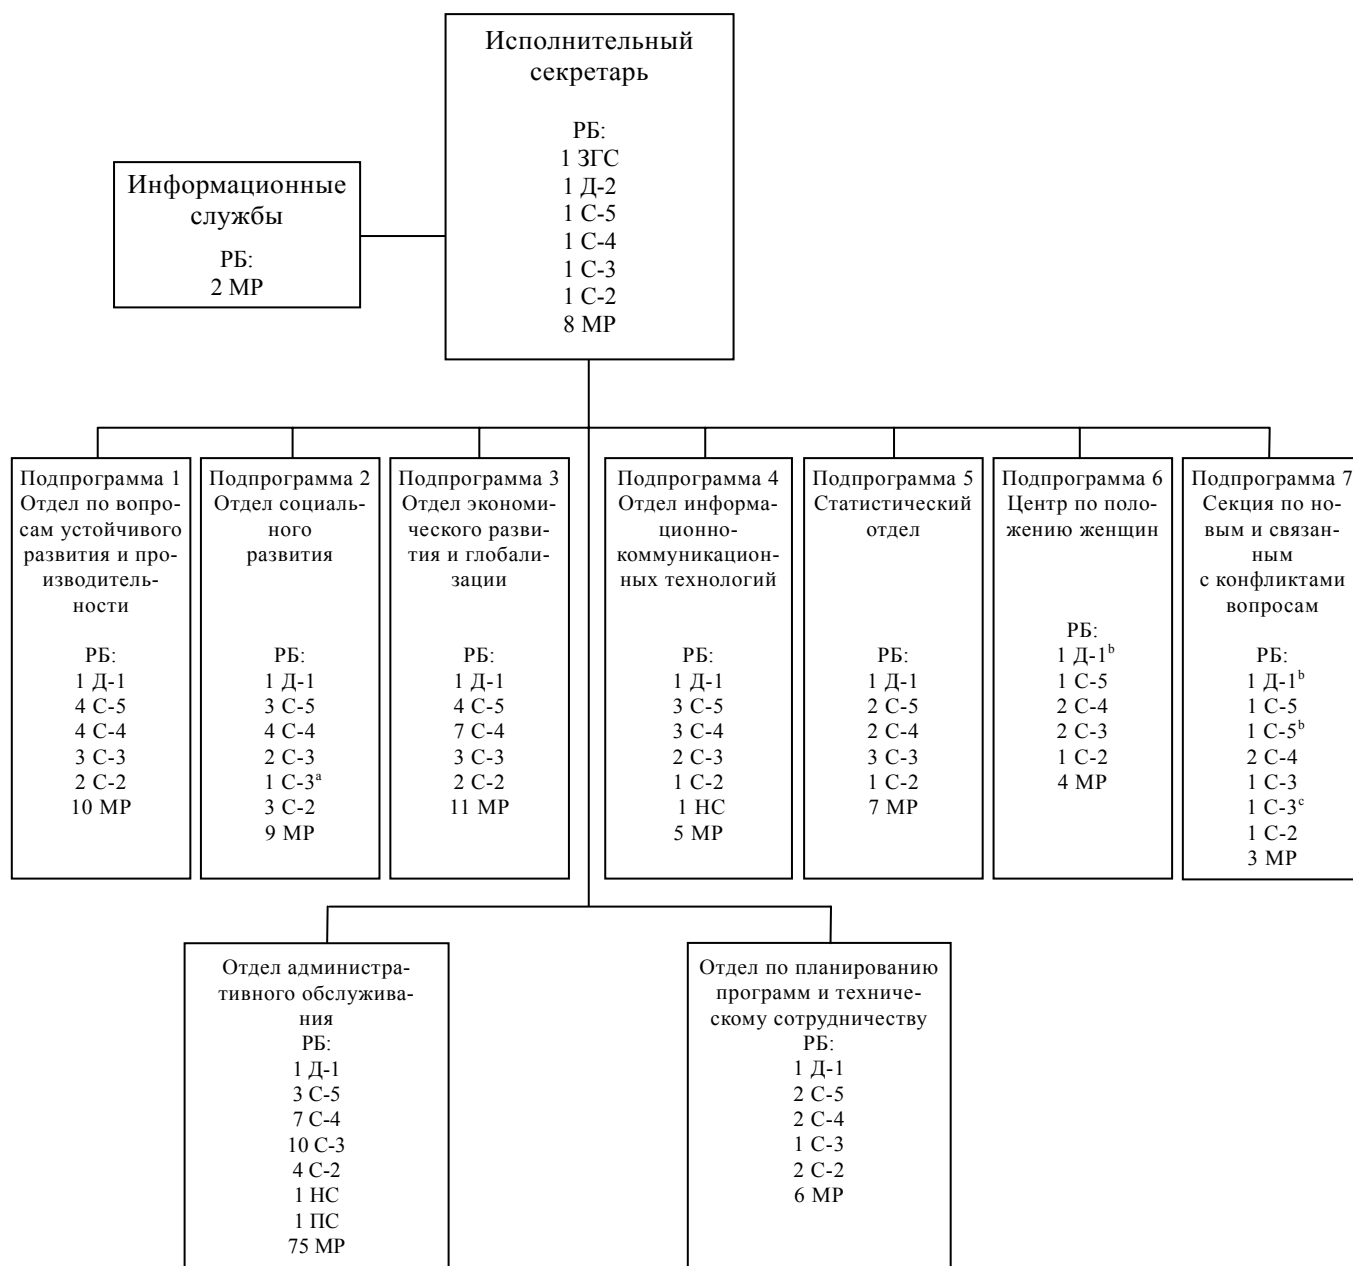 Исполнительный
секретарь
РБ:
1 ЗГС
1 Д-2
1 С-5
1 С-4
1 С-3
1 С-2
8 МР
Информационные
службы
РБ:
2 МР
Подпрограмма 1
Отдел по вопро-
сам устойчивого
развития и про-
изводитель-
ности
РБ:
1 Д-1
4 С-5
4 С-4
3 С-3
2 С-2
10 МР
Подпрограмма 2
Отдел социаль-
ного
развития
РБ:
1 Д-1
3 С-5
4 С-4
2 С-3
1 С-3ᵃ
3 С-2
9 МР
Подпрограмма 3
Отдел экономи-
ческого разви-
тия и глобали-
зации
РБ:
1 Д-1
4 С-5
7 С-4
3 С-3
2 С-2
11 МР
Подпрограмма 4
Отдел информа-
ционно-
коммуникацион-
ных технологий
РБ:
1 Д-1
3 С-5
3 С-4
2 С-3
1 С-2
1 НС
5 МР
Подпрограмма 5
Статистический
отдел
РБ:
1 Д-1
2 С-5
2 С-4
3 С-3
1 С-2
7 МР
Подпрограмма 6
Центр по поло-
жению женщин
РБ:
1 Д-1ᵇ
1 С-5
2 С-4
2 С-3
1 С-2
4 МР
Подпрограмма 7
Секция по но-
вым и связан-
ным
с конфликтами
вопросам
РБ:
1 Д-1ᵇ
1 С-5
1 С-5ᵇ
2 С-4
1 С-3
1 С-3ᶜ
1 С-2
3 МР
Отдел администра-
тивного обслужива-
ния
РБ:
1 Д-1
3 С-5
7 С-4
10 С-3
4 С-2
1 НС
1 ПС
75 МР
Отдел по планированию
программ и техниче-
скому сотрудничеству
РБ:
1 Д-1
2 С-5
2 С-4
1 С-3
2 С-2
6 МР